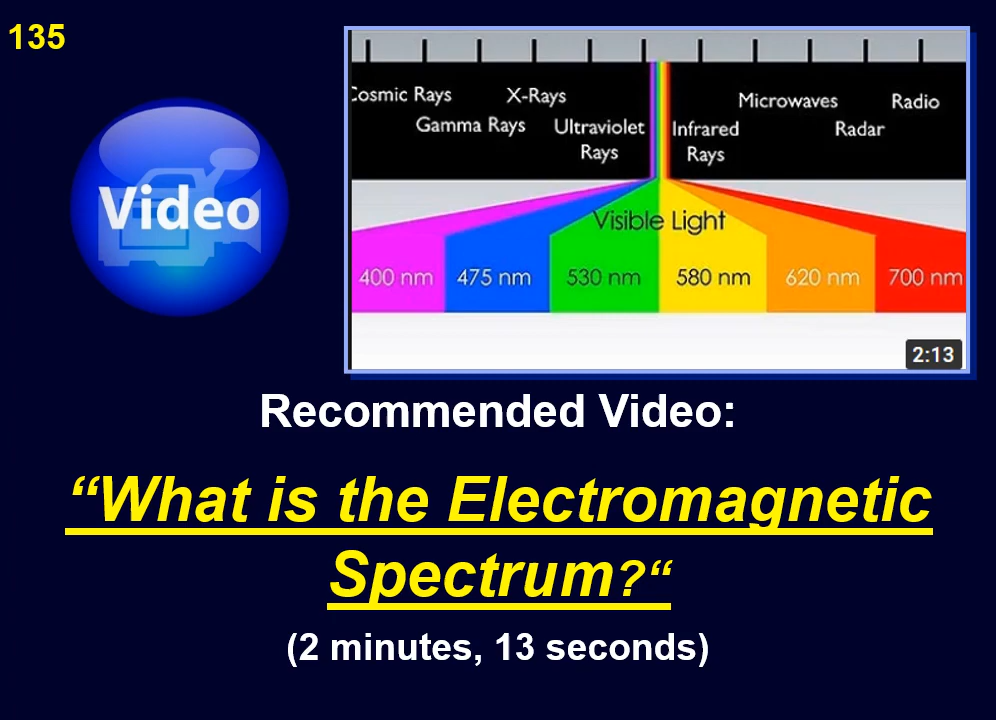 135
Cosmic Rays
X-Rays
Microwaves
Radio
Gamma Rays
Ultraviolet
Rays
Infrared
Rays
Radar
Video
Visible Light
400 nm
475 nm
530 nm
580 nm
620 nm
700 nm
2:13
Recommended Video:
“What is the Electromagnetic
Spectrum?“
(2 minutes, 13 seconds)